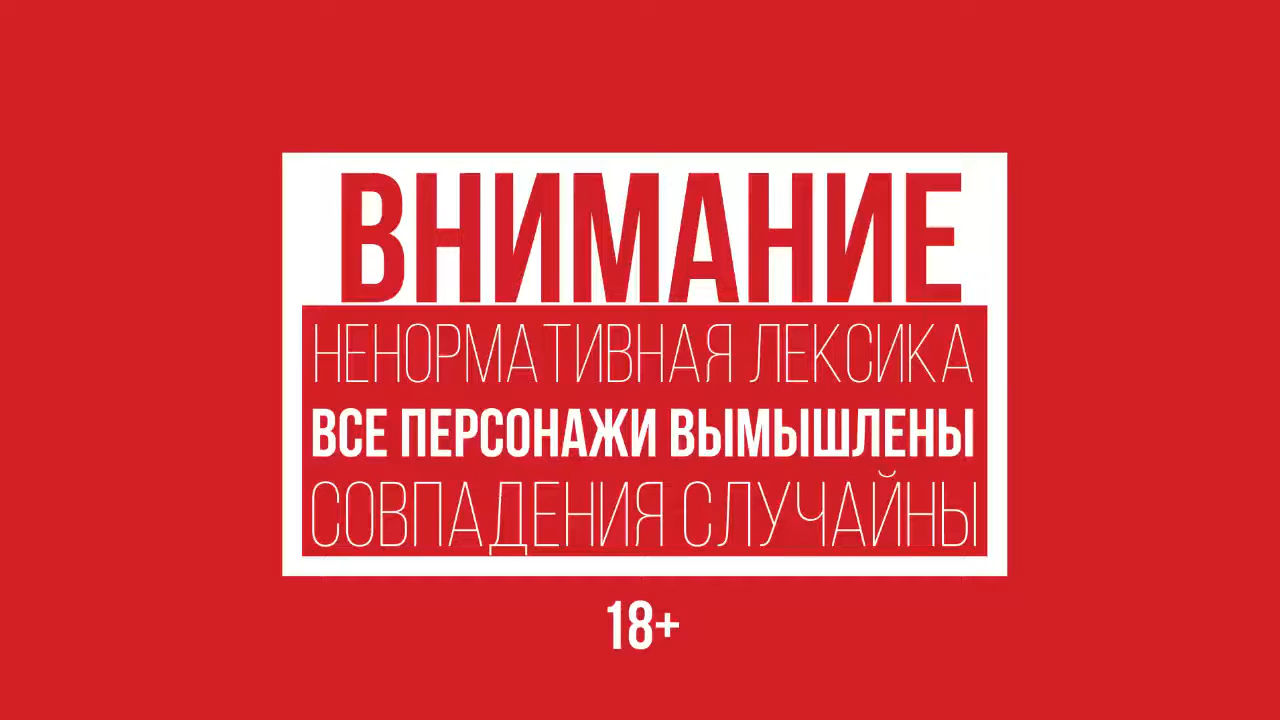 ВНИМАНИЕ
НЕНОРМАТИВНАЯ ЛЕКСИКА
ВСЕ ПЕРСОНАЖИ ВЫМЫШЛЕНЫ
СОВПАДЕНИЯ СЛУЧАЙНЫ
18+